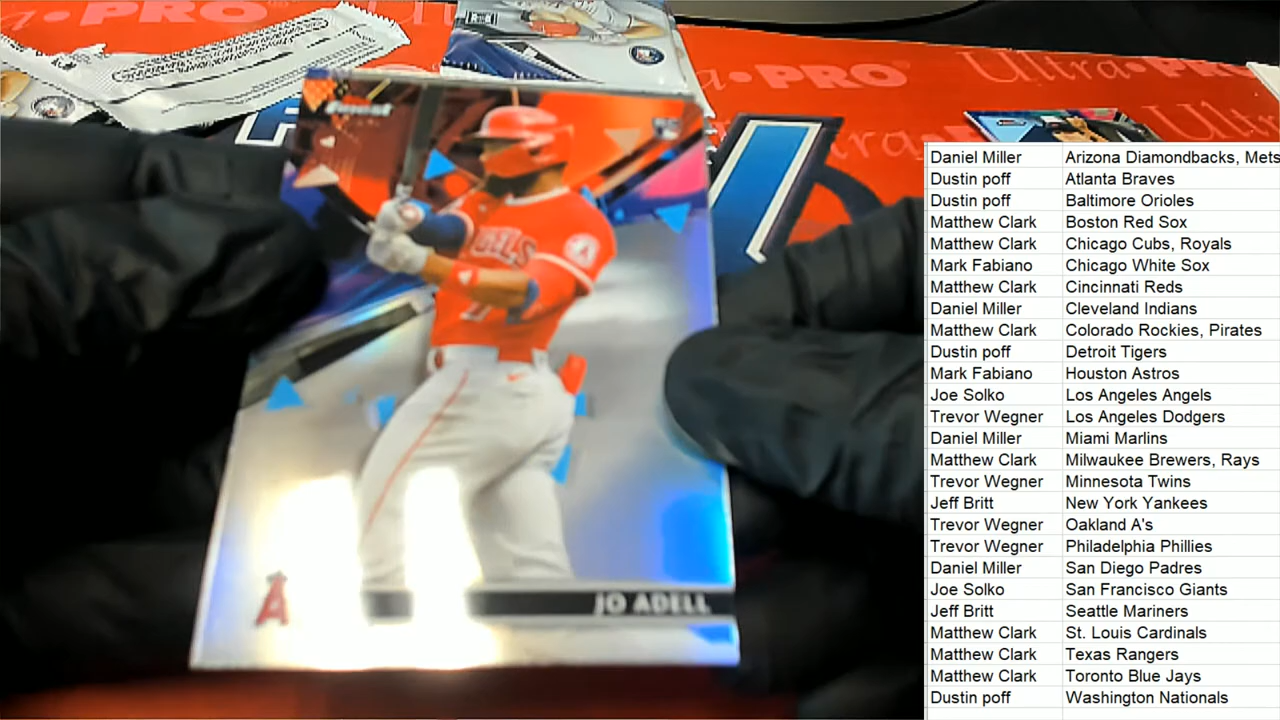 PRO
Ultra
a•PRO
Ultra•PRO
Finest
RC
ANGELS
A
A
JO ADELL
Daniel Miller Arizona Diamondbacks, Mets
Dustin poff Atlanta Braves
Dustin poff Baltimore Orioles
Matthew Clark Boston Red Sox
Matthew Clark Chicago Cubs, Royals
Mark Fabiano Chicago White Sox
Matthew Clark Cincinnati Reds
Daniel Miller Cleveland Indians
Matthew Clark Colorado Rockies, Pirates
Dustin poff Detroit Tigers
Mark Fabiano Houston Astros
Joe Solko Los Angeles Angels
Trevor Wegner Los Angeles Dodgers
Daniel Miller Miami Marlins
Matthew Clark Milwaukee Brewers, Rays
Trevor Wegner Minnesota Twins
Jeff Britt New York Yankees
Trevor Wegner Oakland A's
Trevor Wegner Philadelphia Phillies
Daniel Miller San Diego Padres
Joe Solko San Francisco Giants
Jeff Britt Seattle Mariners
Matthew Clark St. Louis Cardinals
Matthew Clark Texas Rangers
Matthew Clark Toronto Blue Jays
Dustin poff Washington Nationals